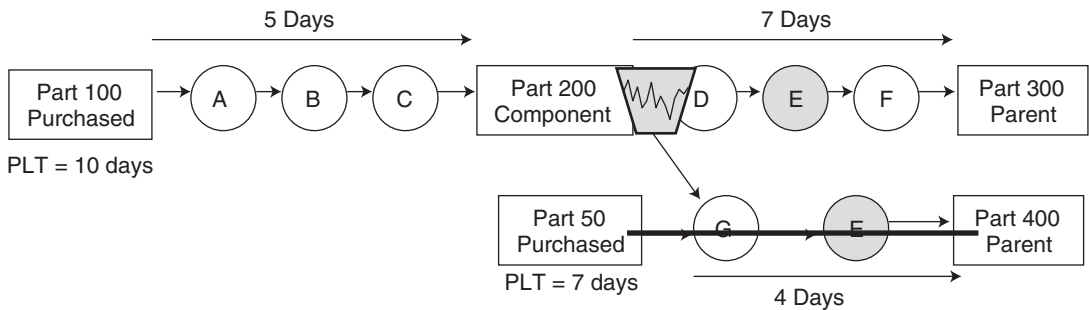 5 Days
7 Days
Part 100
Purchased
A
B
C
Part 200
Component
D
E
F
Part 300
Parent
PLT = 10 days
Part 50
Purchased
G
E
Part 400
Parent
PLT = 7 days
4 Days